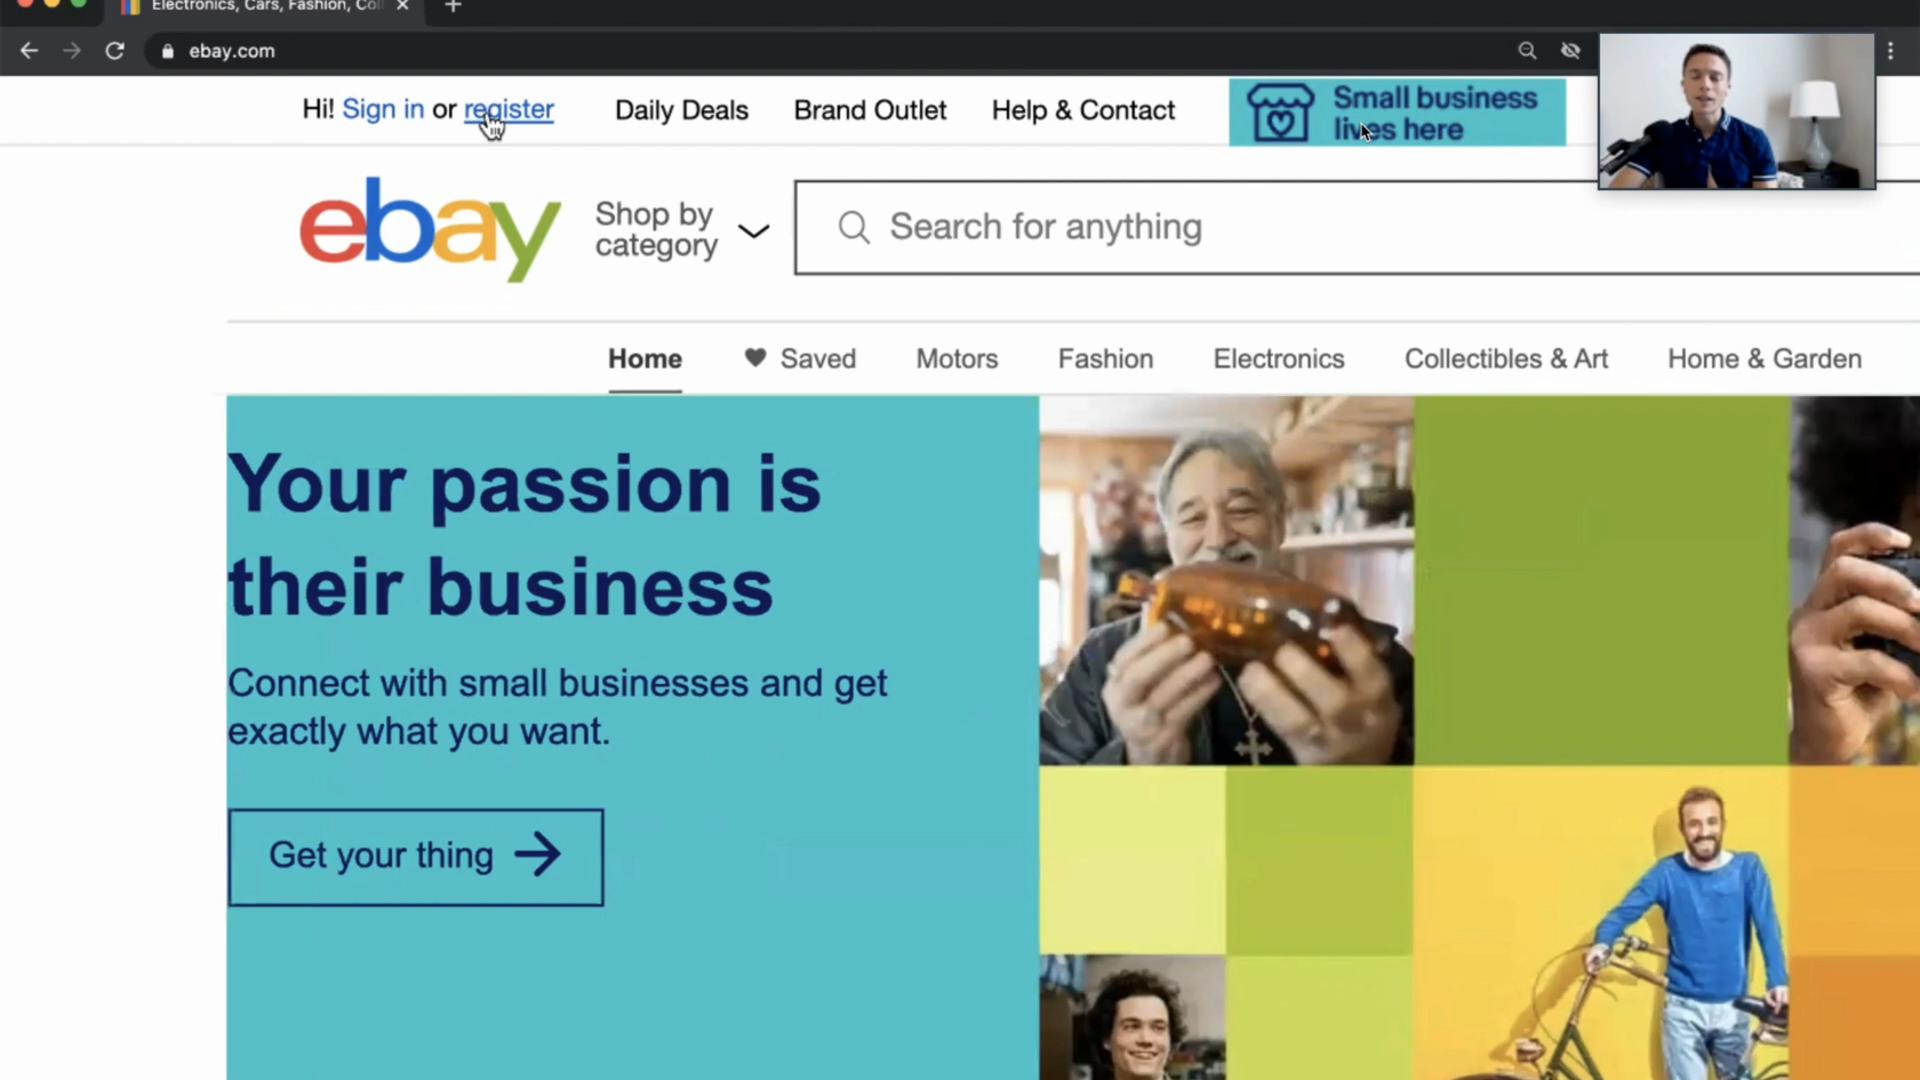 Electronics, Cars, Fashion, Col
ebay.com
Hi! Sign in or register
Daily Deals
Brand Outlet
Help & Contact
Small business
lives here
ebay
Shop by
category
Search for anything
Home
Saved
Motors
Fashion
Electronics
Collectibles & Art
Home & Garden
Your passion is
their business
Connect with small businesses and get
exactly what you want.
Get your thing